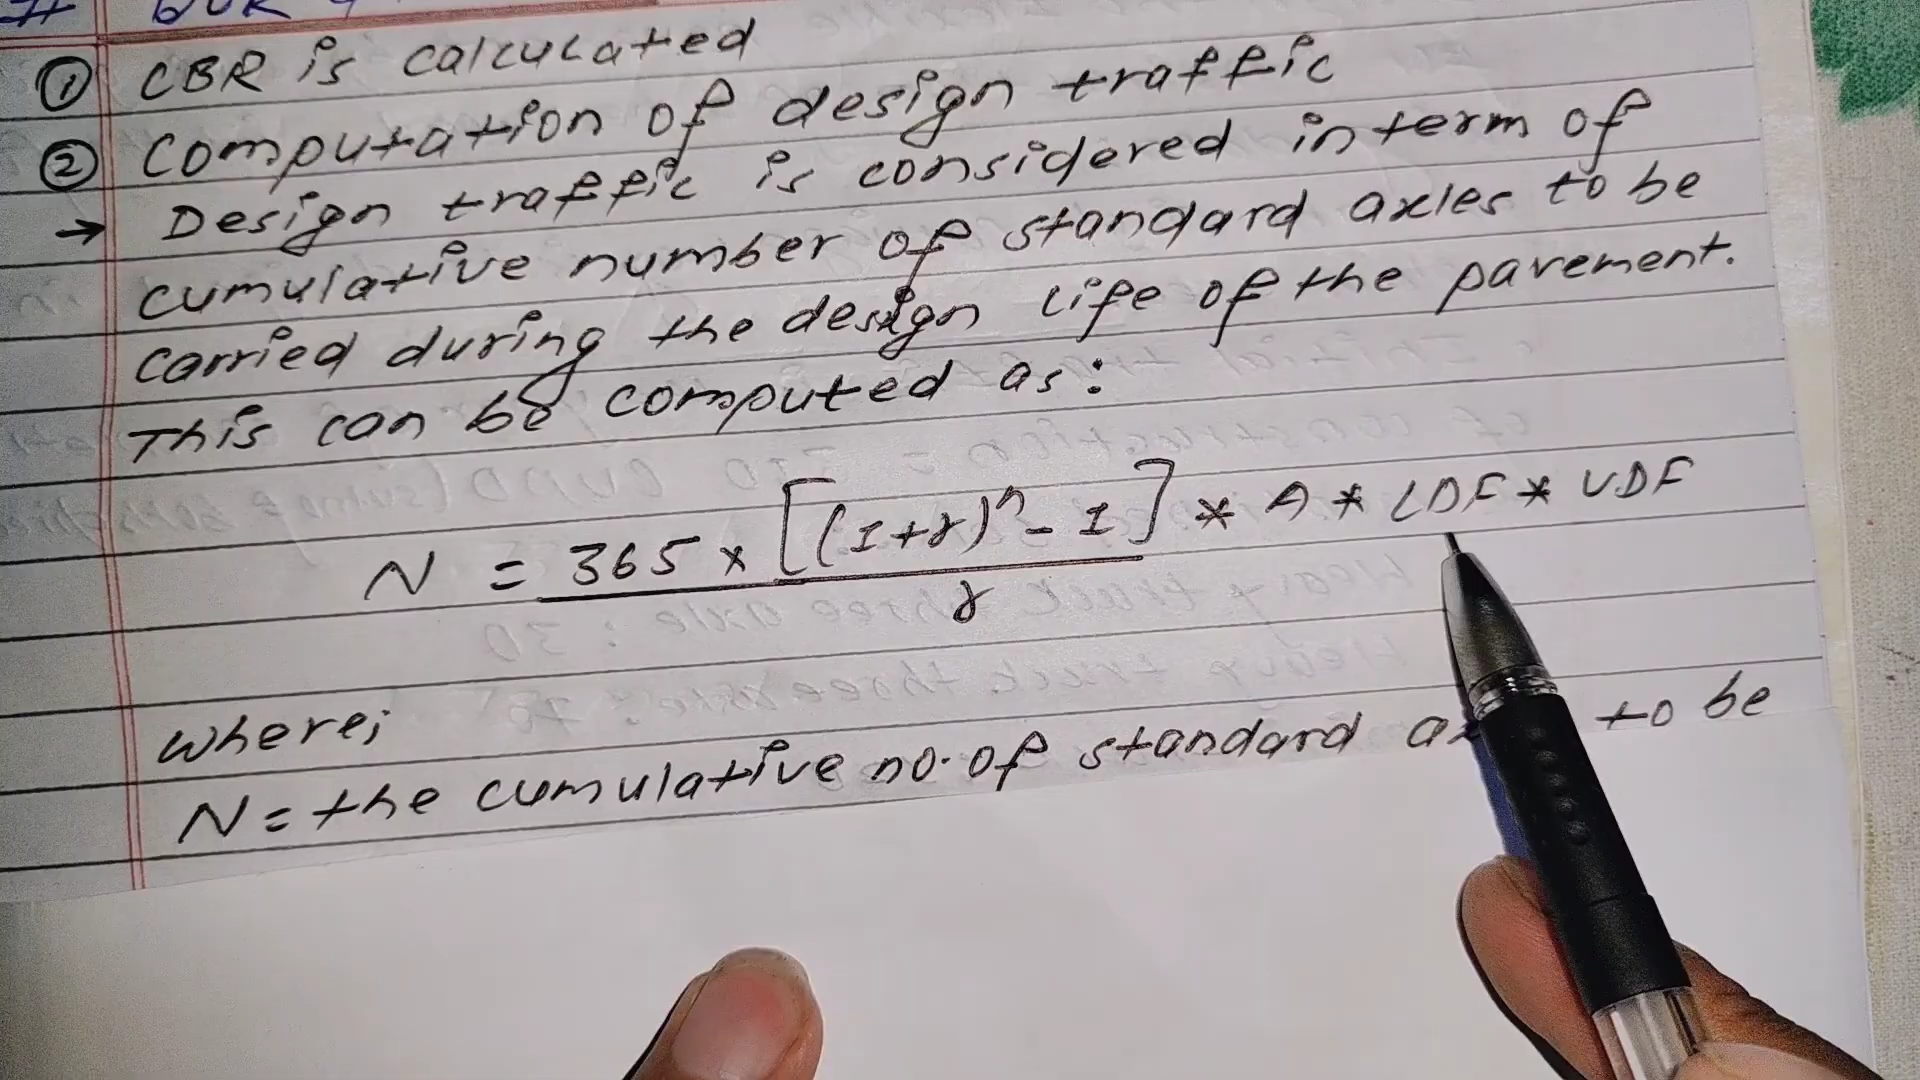 ① CBR is calculated
② Computation of design traffic
→ Design traffic is considered in term of
cumulative number of standard axles to be
carried during the design life of the pavement.
This can be computed as:
N = 365 x [(1+r)ⁿ - 1] * A * LDF * VDF
r
where;
N = the cumulative no. of standard to be